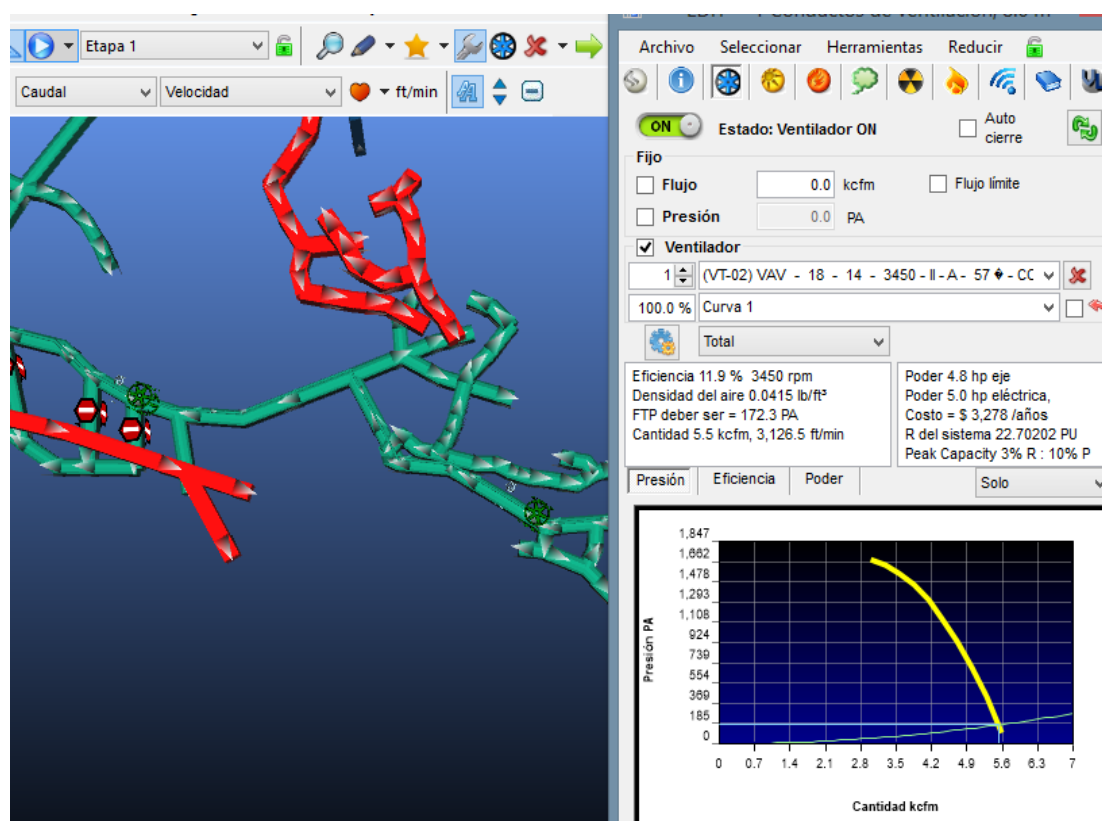 Etapa 1
Caudal
Velocidad
ft/min
Conductos de
Archivo Seleccionar Herramientas Reducir
ON Estado: Ventilador ON
Auto cierre
Fijo
Flujo 0.0 kcfm Flujo límite
Presión 0.0 PA
Ventilador
1 (VT-02) VAV - 18 - 14 - 3450 - II - A - 57 � - CC
100.0 % Curva 1
Total
Eficiencia 11.9 % 3450 rpm
Densidad del aire 0.0415 lb/ft³
FTP deber ser = 172.3 PA
Cantidad 5.5 kcfm, 3,126.5 ft/min
Poder 4.8 hp eje
Poder 5.0 hp eléctrica,
Costo = $ 3,278 /años
R del sistema 22.70202 PU
Peak Capacity 3% R : 10% P
Presión Eficiencia Poder Solo
Presión PA
1,847
1,662
1,478
1,293
1,108
924
739
554
369
185
0
0 0.7 1.4 2.1 2.8 3.5 4.2 4.9 5.6 6.3 7
Cantidad kcfm